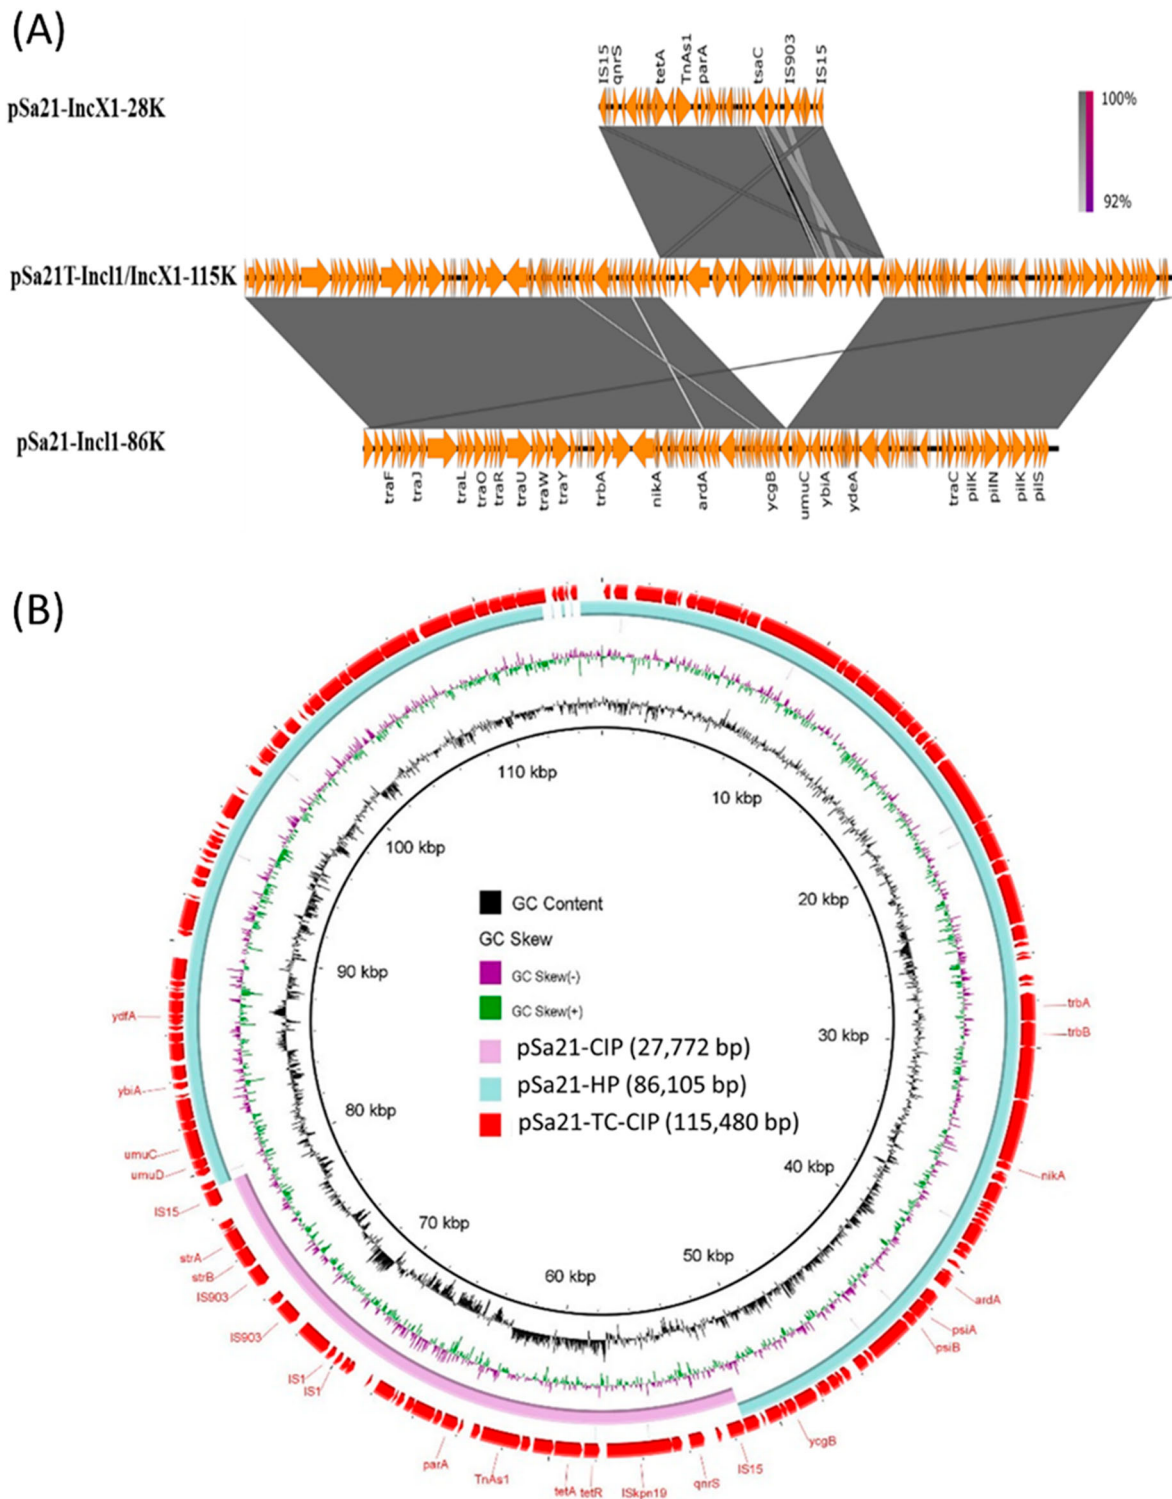 (A)
IS15
qnrS
tetA
TnAs1
parA
tsaC
IS903
IS15
pSa21-IncX1-28K
100%
92%
pSa21T-Incl1/IncX1-115K
pSa21-Incl1-86K
traF
traJ
traL
traO
traR
traU
traW
traY
trbA
nikA
ardA
ycgB
umuC
ybiA
ydeA
traC
pilK
pilN
pilK
pilS
(B)
110 kbp
10 kbp
100 kbp
20 kbp
90 kbp
30 kbp
80 kbp
40 kbp
70 kbp
50 kbp
60 kbp
GC Content
GC Skew
GC Skew(-)
GC Skew(+)
pSa21-CIP (27,772 bp)
pSa21-HP (86,105 bp)
pSa21-TC-CIP (115,480 bp)
trbA
trbB
nikA
ardA
psiA
psiB
ycgB
IS15
qnrS
ISkpn19
tetR
tetA
TnAs1
parA
IS1
IS1
IS903
IS903
strB
strA
IS15
umuD
umuC
ybiA
ydfA